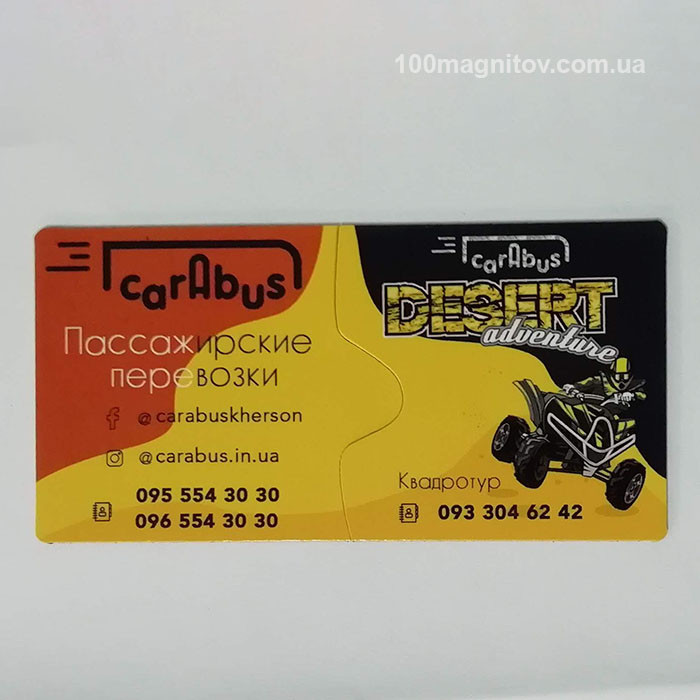 100magnitov.com.ua
carAbus
Пассажирские
перевозки
@carabuskherson
@carabus.in.ua
095 554 30 30
096 554 30 30
carAbus
DESERT
adventure
Квадротур
093 304 62 42